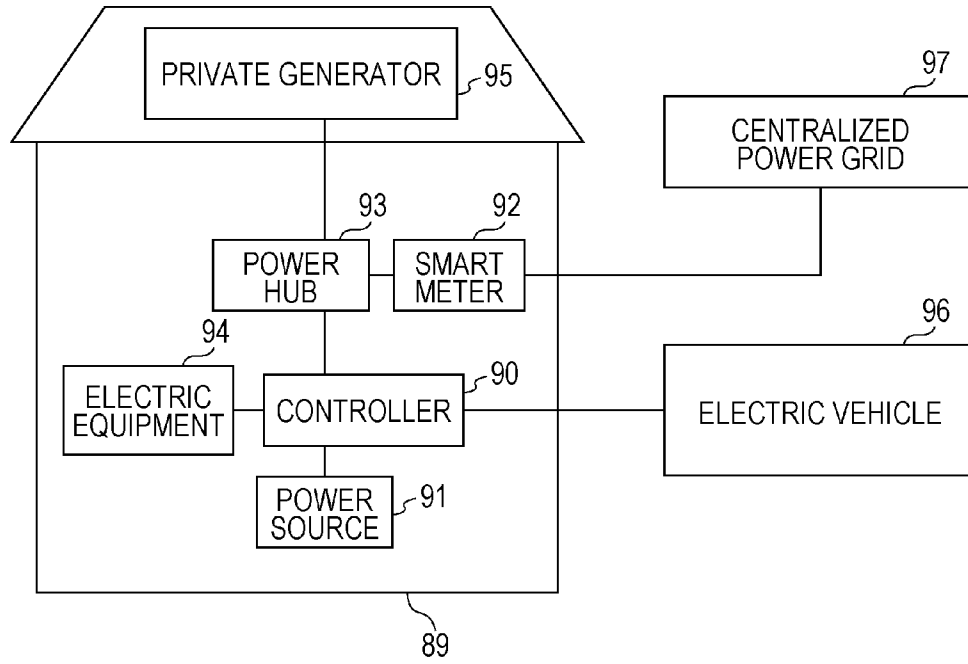 PRIVATE GENERATOR
95
97
CENTRALIZED
POWER GRID
93
92
POWER
HUB
SMART
METER
94
90
96
ELECTRIC
EQUIPMENT
CONTROLLER
ELECTRIC VEHICLE
POWER
SOURCE
91
89